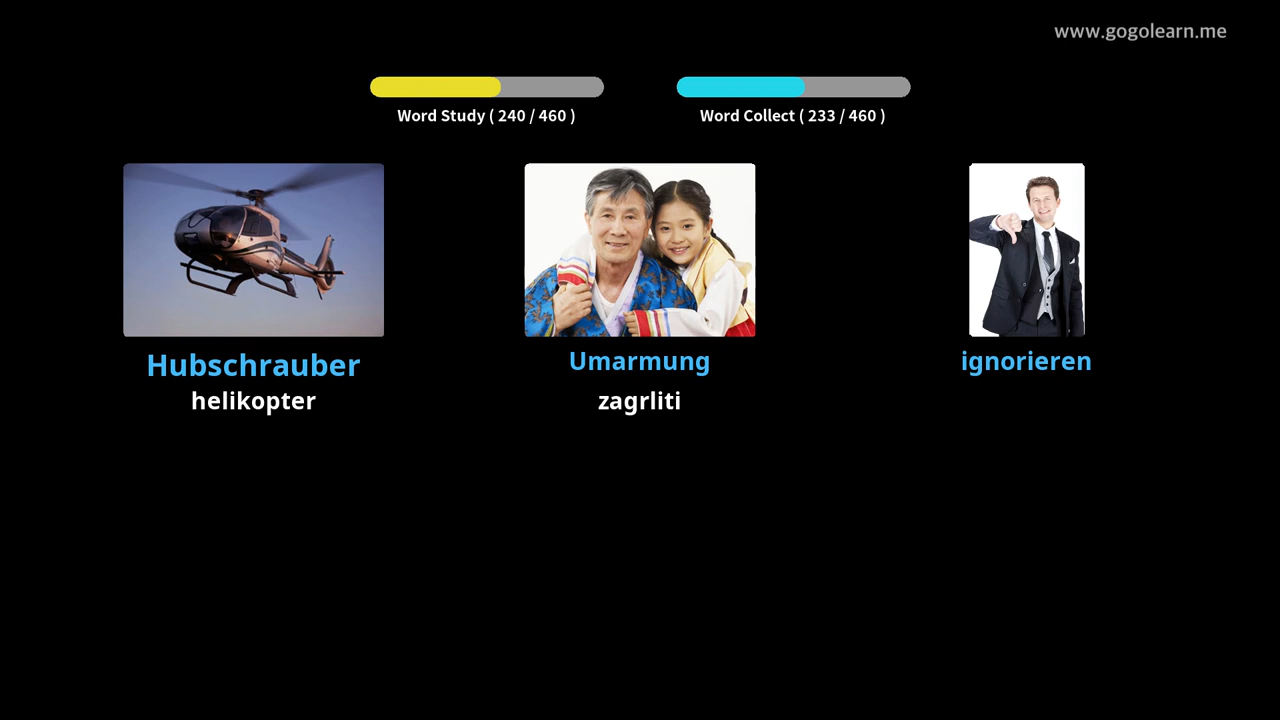 www.gogolearn.me
Word Study ( 240 / 460 )
Word Collect ( 233 / 460 )
Hubschrauber
helikopter
Umarmung
zagrliti
ignorieren